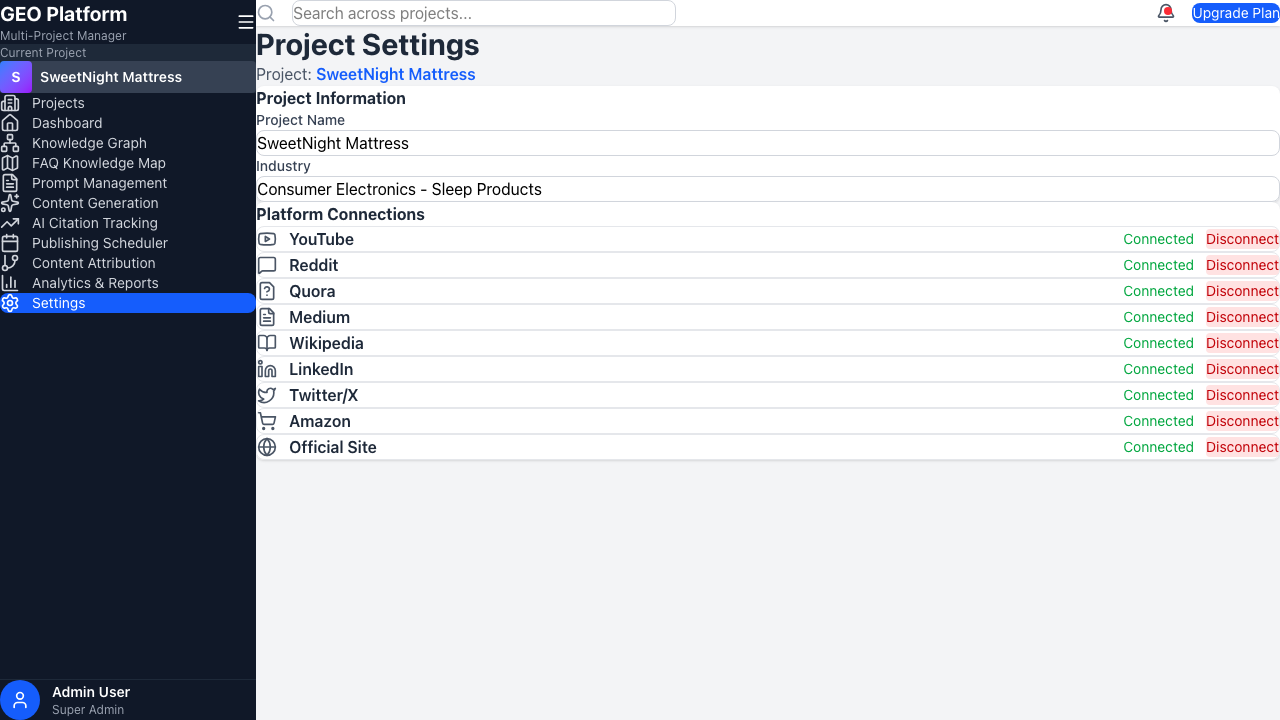 GEO Platform
Multi-Project Manager
Current Project
S SweetNight Mattress
Projects
Dashboard
Knowledge Graph
FAQ Knowledge Map
Prompt Management
Content Generation
AI Citation Tracking
Publishing Scheduler
Content Attribution
Analytics & Reports
Settings
Admin User
Super Admin
Search across projects...
Upgrade Plan
Project Settings
Project: SweetNight Mattress
Project Information
Project Name
SweetNight Mattress
Industry
Consumer Electronics - Sleep Products
Platform Connections
YouTube Connected Disconnect
Reddit Connected Disconnect
Quora Connected Disconnect
Medium Connected Disconnect
Wikipedia Connected Disconnect
LinkedIn Connected Disconnect
Twitter/X Connected Disconnect
Amazon Connected Disconnect
Official Site Connected Disconnect